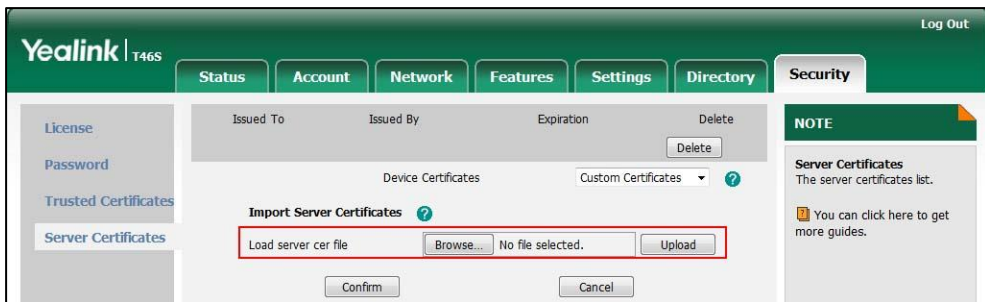 Log Out
Yealink T46S
Status Account Network Features Settings Directory Security
License
Password
Trusted Certificates
Server Certificates
Issued To Issued By Expiration Delete
Delete
Device Certificates Custom Certificates ?
Import Server Certificates ?
Load server cer file Browse... No file selected. Upload
Confirm Cancel
NOTE
Server Certificates
The server certificates list.
? You can click here to get
more guides.